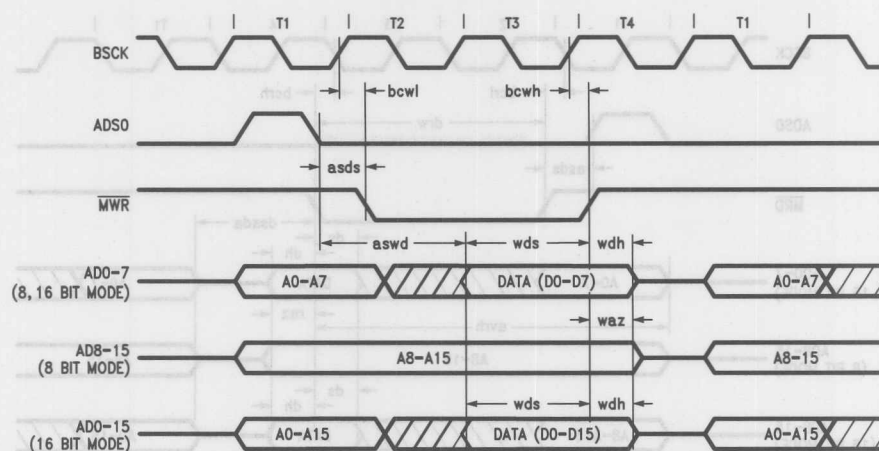 T1 T2 T3 T4 T1
BSCK
bcwl bcwh
ADS0
asds
MWR
aswd wds wdh
AD0-7
(8, 16 BIT MODE)
A0-A7 DATA (D0-D7) A0-A7
waz
AD8-15
(8 BIT MODE)
A8-A15 A8-15
wds wdh
AD0-15
(16 BIT MODE)
A0-A15 DATA (D0-D15) A0-A15